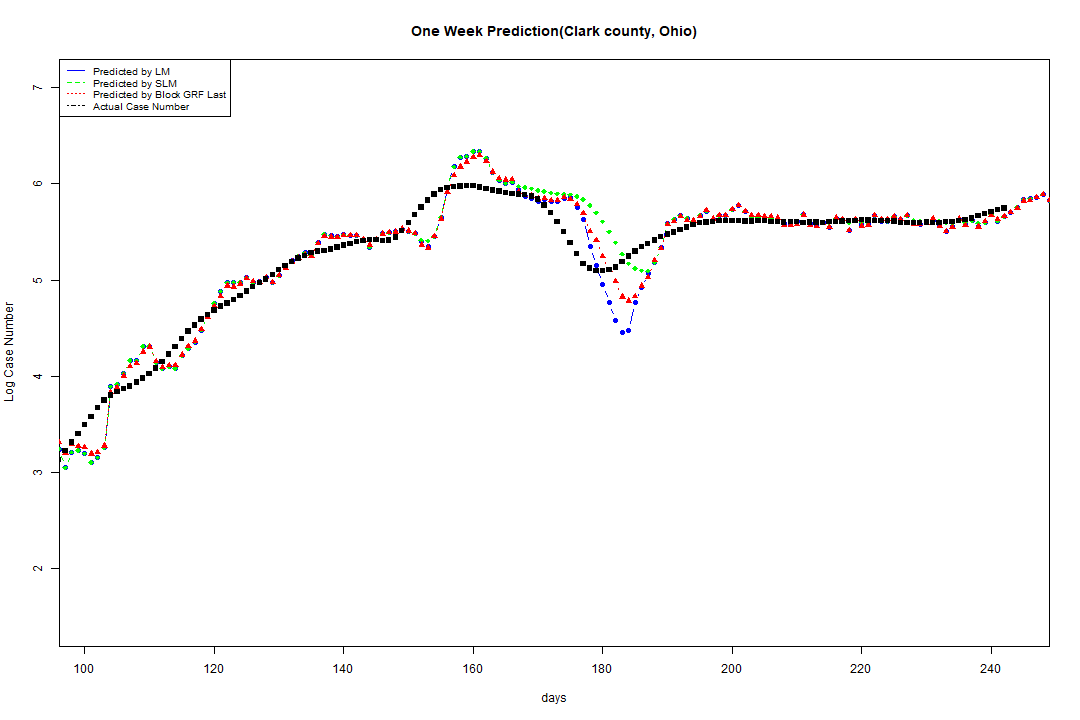 One Week Prediction(Clark county, Ohio)
Predicted by LM
Predicted by SLM
Predicted by Block GRF Last
Actual Case Number
7
6
5
4
3
2
Log Case Number
100 120 140 160 180 200 220 240
days